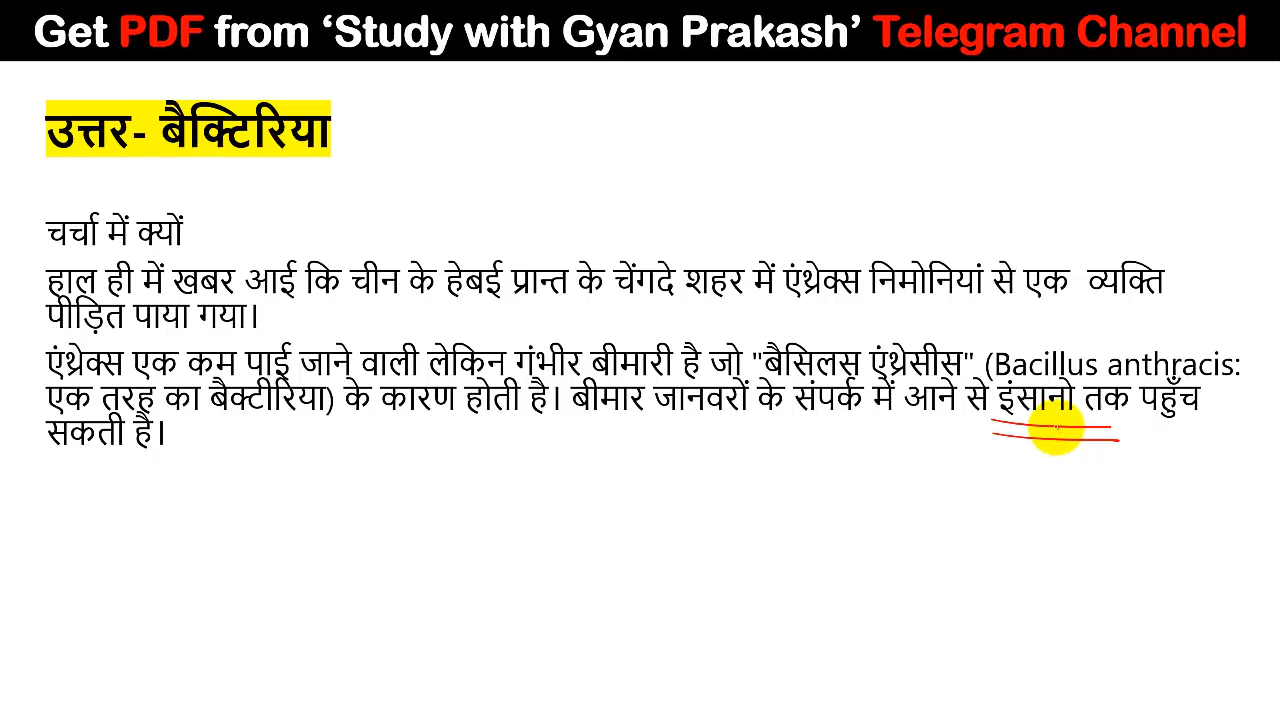 Get PDF from ‘Study with Gyan Prakash’ Telegram Channel
उत्तर- बैक्टिरिया
चर्चा में क्यों
हाल ही में खबर आई कि चीन के हेबई प्रान्त के चेंगदे शहर में एंथ्रेक्स निमोनियां से एक व्यक्ति
पीड़ित पाया गया।
एंथ्रेक्स एक कम पाई जाने वाली लेकिन गंभीर बीमारी है जो "बैसिलस एंथ्रेसीस" (Bacillus anthracis:
एक तरह का बैक्टीरिया) के कारण होती है। बीमार जानवरों के संपर्क में आने से इंसानो तक पहुँच
सकती है।